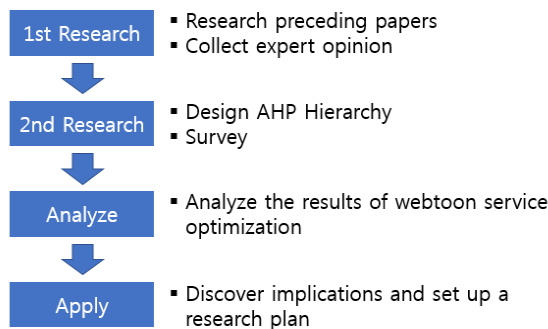 1st Research
▪ Research preceding papers
▪ Collect expert opinion
2nd Research
▪ Design AHP Hierarchy
▪ Survey
Analyze
▪ Analyze the results of webtoon service
optimization
Apply
▪ Discover implications and set up a
research plan